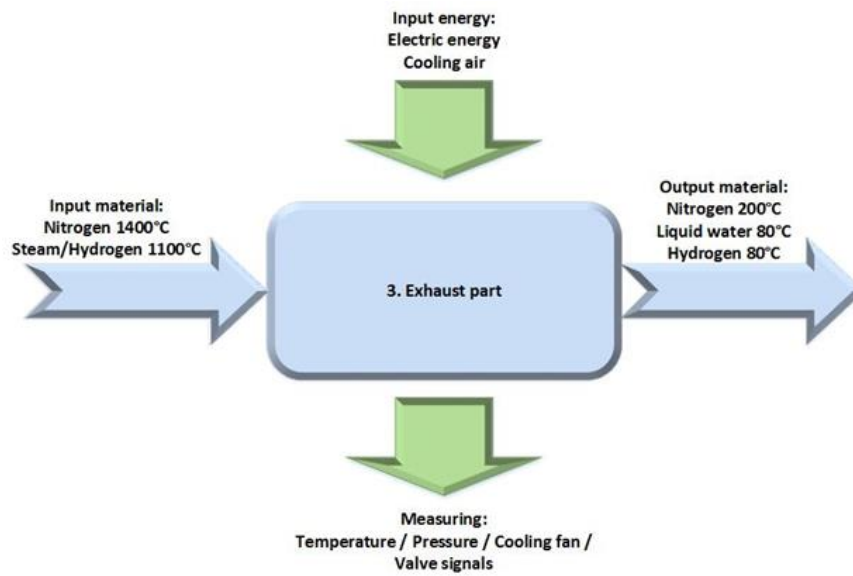 Input energy:
Electric energy
Cooling air
Input material:
Nitrogen 1400°C
Steam/Hydrogen 1100°C
3. Exhaust part
Output material:
Nitrogen 200°C
Liquid water 80°C
Hydrogen 80°C
Measuring:
Temperature / Pressure / Cooling fan /
Valve signals